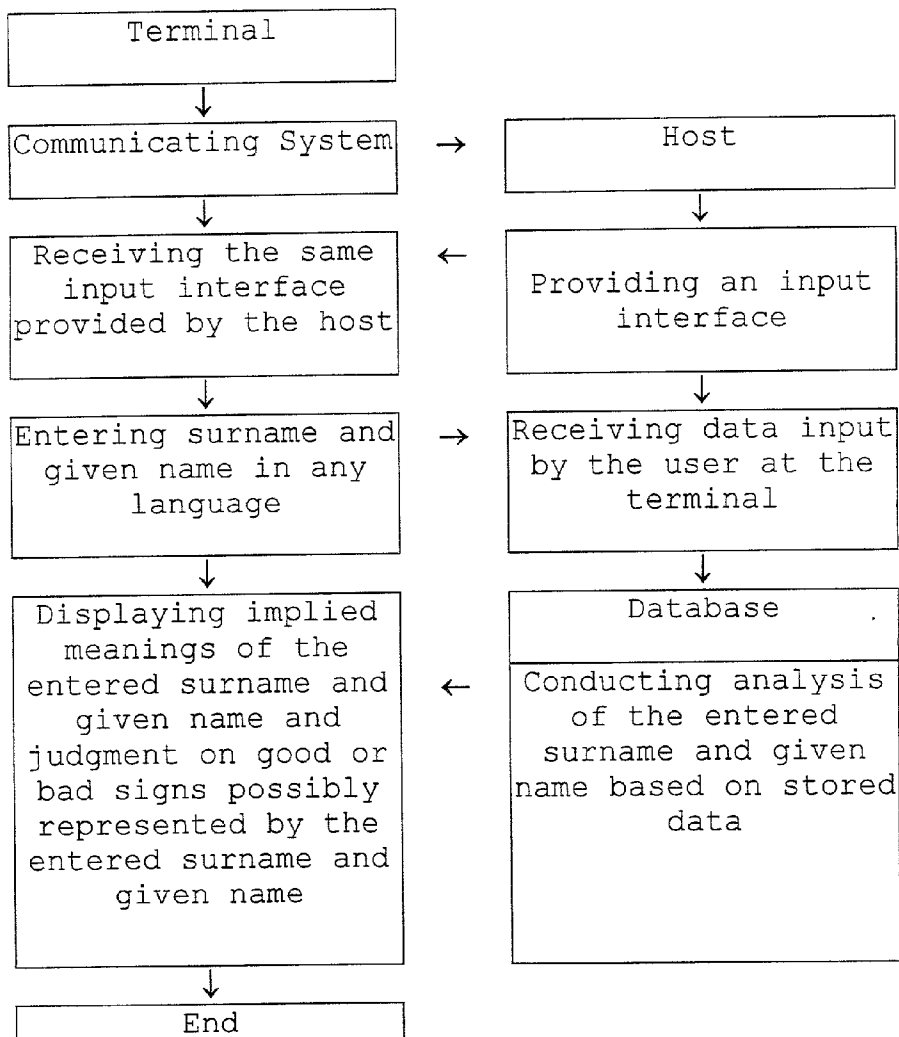 Terminal
↓
Communicating System
→
Host
↓
↓
Receiving the same
input interface
provided by the host
←
Providing an input
interface
↓
↓
Entering surname and
given name in any
language
→
Receiving data input
by the user at the
terminal
↓
↓
Displaying implied
meanings of the
entered surname and
given name and
judgment on good or
bad signs possibly
represented by the
entered surname and
given name
←
Database
Conducting analysis
of the entered
surname and given
name based on stored
data
↓
End